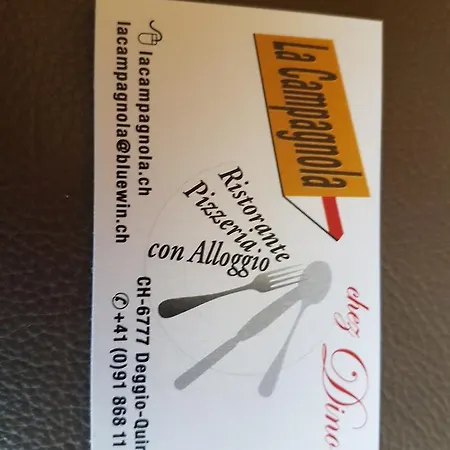 La Campagnola
chez Dino
Ristorante
Pizzeria
con Alloggio
lacampagnola.ch
lacampagnola@bluewin.ch
CH-6777 Deggio-Quin
✆ +41 (0)91 868 11